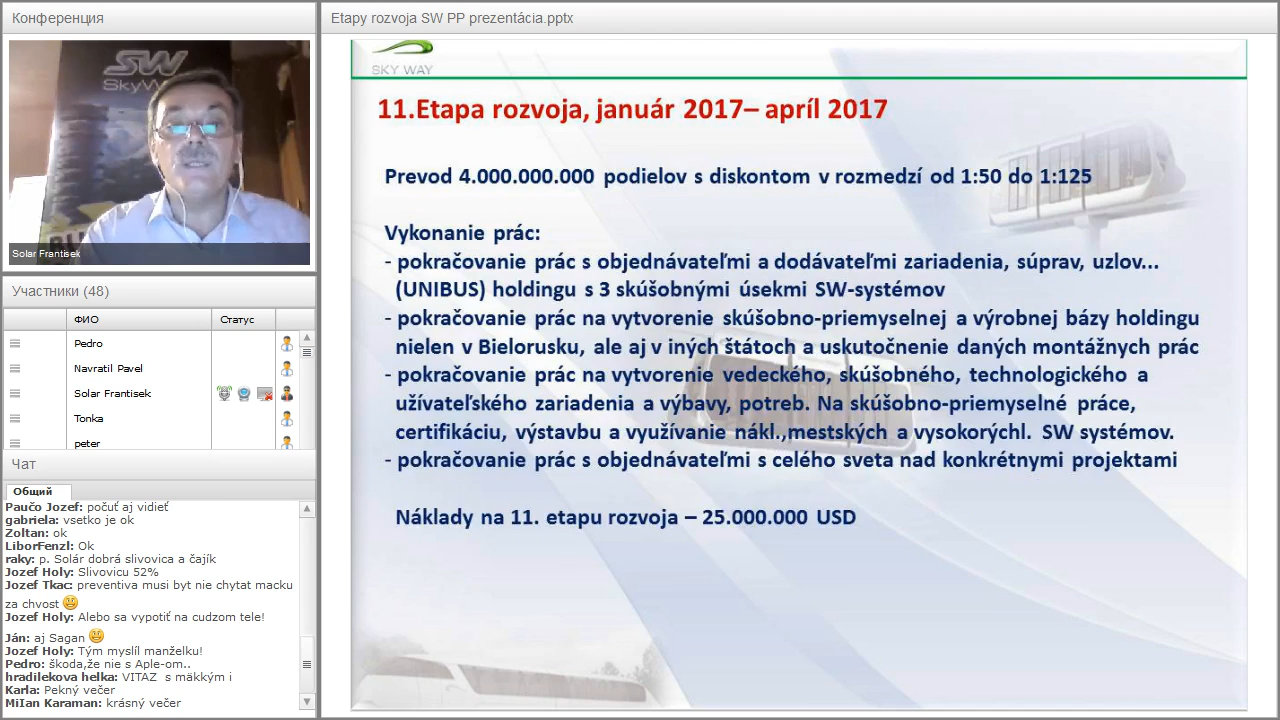 Конференция
SW
SkyW
Solar Frantisek
Участники (48)
ФИО
Статус
Pedro
Navratil Pavel
Solar Frantisek
Tonka
peter
Чат
Общий
Paučo Jozef: počuť aj vidieť
gabriela: vsetko je ok
Zoltan: ok
LiborFenzl: Ok
raky: p. Solár dobrá slivovica a čajík
Jozef Holy: Slivovicu 52%
Jozef Tkac: preventiva musi byt nie chytat macku
za chvost
Jozef Holy: Alebo sa vypotiť na cudzom tele!
Ján: aj Sagan
Jozef Holy: Tým myslíl manželku!
Pedro: škoda,že nie s Aple-om..
hradilekova helka: VITAZ s mäkkým i
Karla: Pekný večer
MiIan Karaman: krásný večer
Etapy rozvoja SW PP prezentácia.pptx
SKY WAY
11.Etapa rozvoja, január 2017– apríl 2017
Prevod 4.000.000.000 podielov s diskontom v rozmedzí od 1:50 do 1:125
Vykonanie prác:
- pokračovanie prác s objednávateľmi a dodávateľmi zariadenia, súprav, uzlov...
(UNIBUS) holdingu s 3 skúšobnými úsekmi SW-systémov
- pokračovanie prác na vytvorenie skúšobno-priemyselnej a výrobnej bázy holdingu
nielen v Bielorusku, ale aj v iných štátoch a uskutočnenie daných montážnych prác
- pokračovanie prác na vytvorenie vedeckého, skúšobného, technologického a
užívateľského zariadenia a výbavy, potreb. Na skúšobno-priemyselné práce,
certifikáciu, výstavbu a využívanie nákl.,mestských a vysokorýchl. SW systémov.
- pokračovanie prác s objednávateľmi s celého sveta nad konkrétnymi projektami
Náklady na 11. etapu rozvoja – 25.000.000 USD